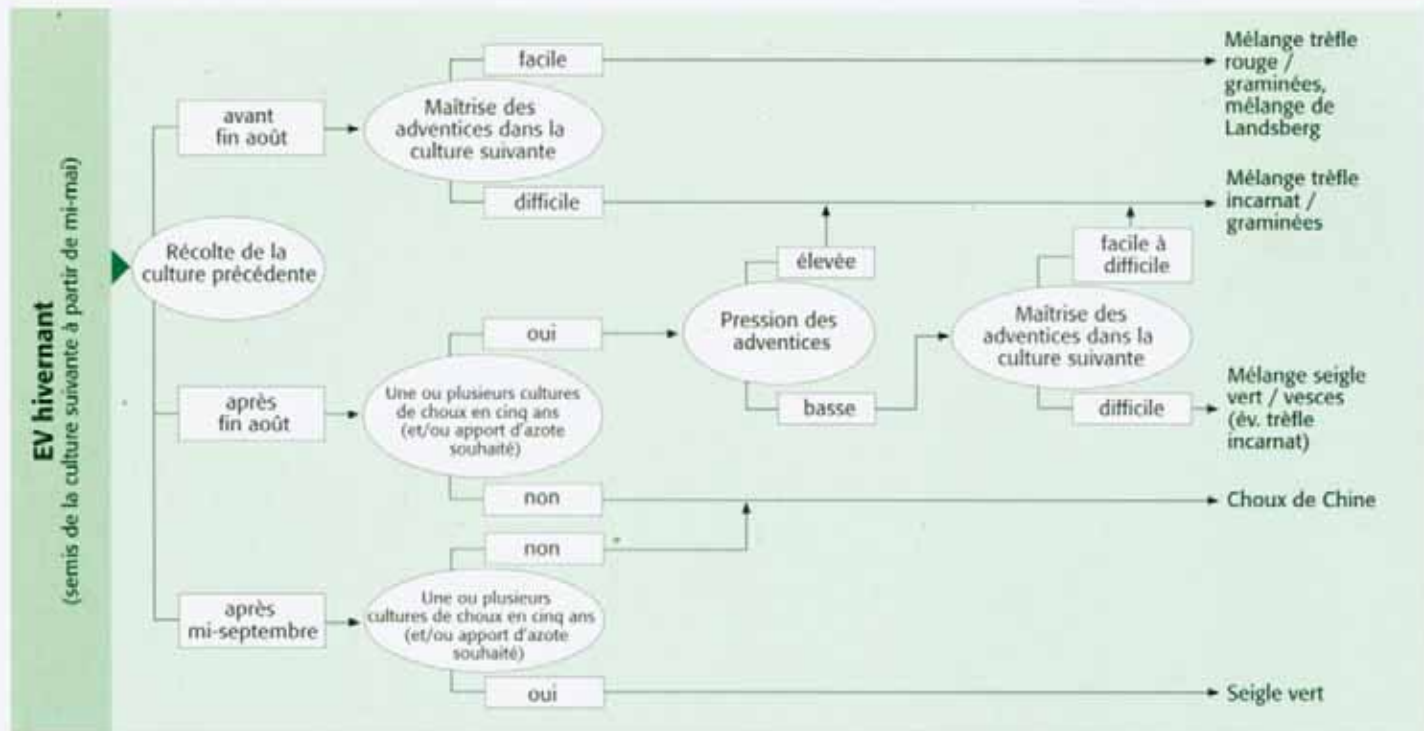 EV hivernant
(semis de la culture suivante à partir de mi-mai)
Récolte de la
culture précédente
avant
fin août
Maîtrise des
adventices dans la
culture suivante
facile
Mélange trèfle
rouge /
graminées,
mélange de
Landsberg
difficile
Mélange trèfle
incarnat /
graminées
après
fin août
Une ou plusieurs cultures
de choux en cinq ans
(et/ou apport d'azote
souhaité)
oui
Pression des
adventices
élevée
basse
Maîtrise des
adventices dans la
culture suivante
facile à
difficile
difficile
Mélange seigle
vert / vesces
(év. trèfle
incarnat)
non
Choux de Chine
après
mi-septembre
Une ou plusieurs
cultures de choux en cinq ans
(et/ou apport d'azote
souhaité)
non
oui
Seigle vert